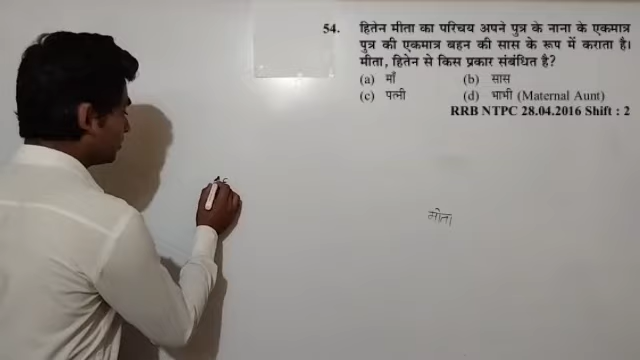 54. हितेन मीता का परिचय अपने पुत्र के नाना के एकमात्र
पुत्र की एकमात्र बहन की सास के रूप में कराता है।
मीता, हितेन से किस प्रकार संबंधित है?
(a) माँ (b) सास
(c) पत्नी (d) भाभी (Maternal Aunt)
RRB NTPC 28.04.2016 Shift : 2
मीता